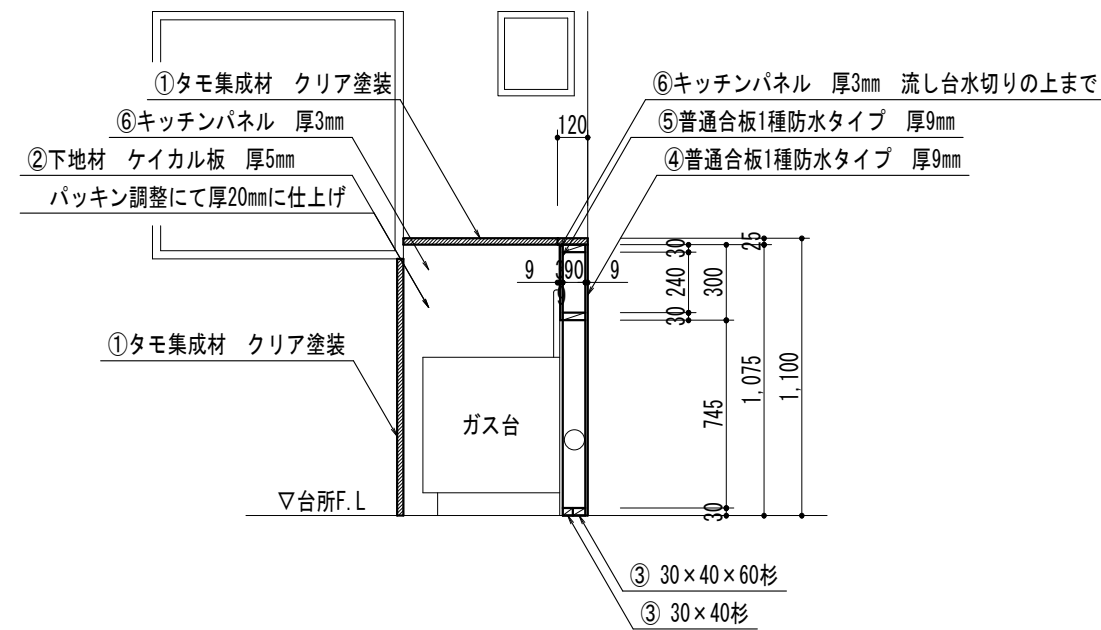 ①タモ集成材　クリア塗装
⑥キッチンパネル　厚3㎜　流し台水切りの上まで
⑥キッチンパネル　厚3㎜
120
⑤普通合板1種防水タイプ　厚9㎜
②下地材　ケイカル板　厚5㎜
④普通合板1種防水タイプ　厚9㎜
パッキン調整にて厚20㎜に仕上げ
25
30
9
3
90
9
240
300
9
30
①タモ集成材　クリア塗装
1,075
1,100
745
ガス台
▽台所F.L
30
③ 30×40×60杉
③ 30×40杉